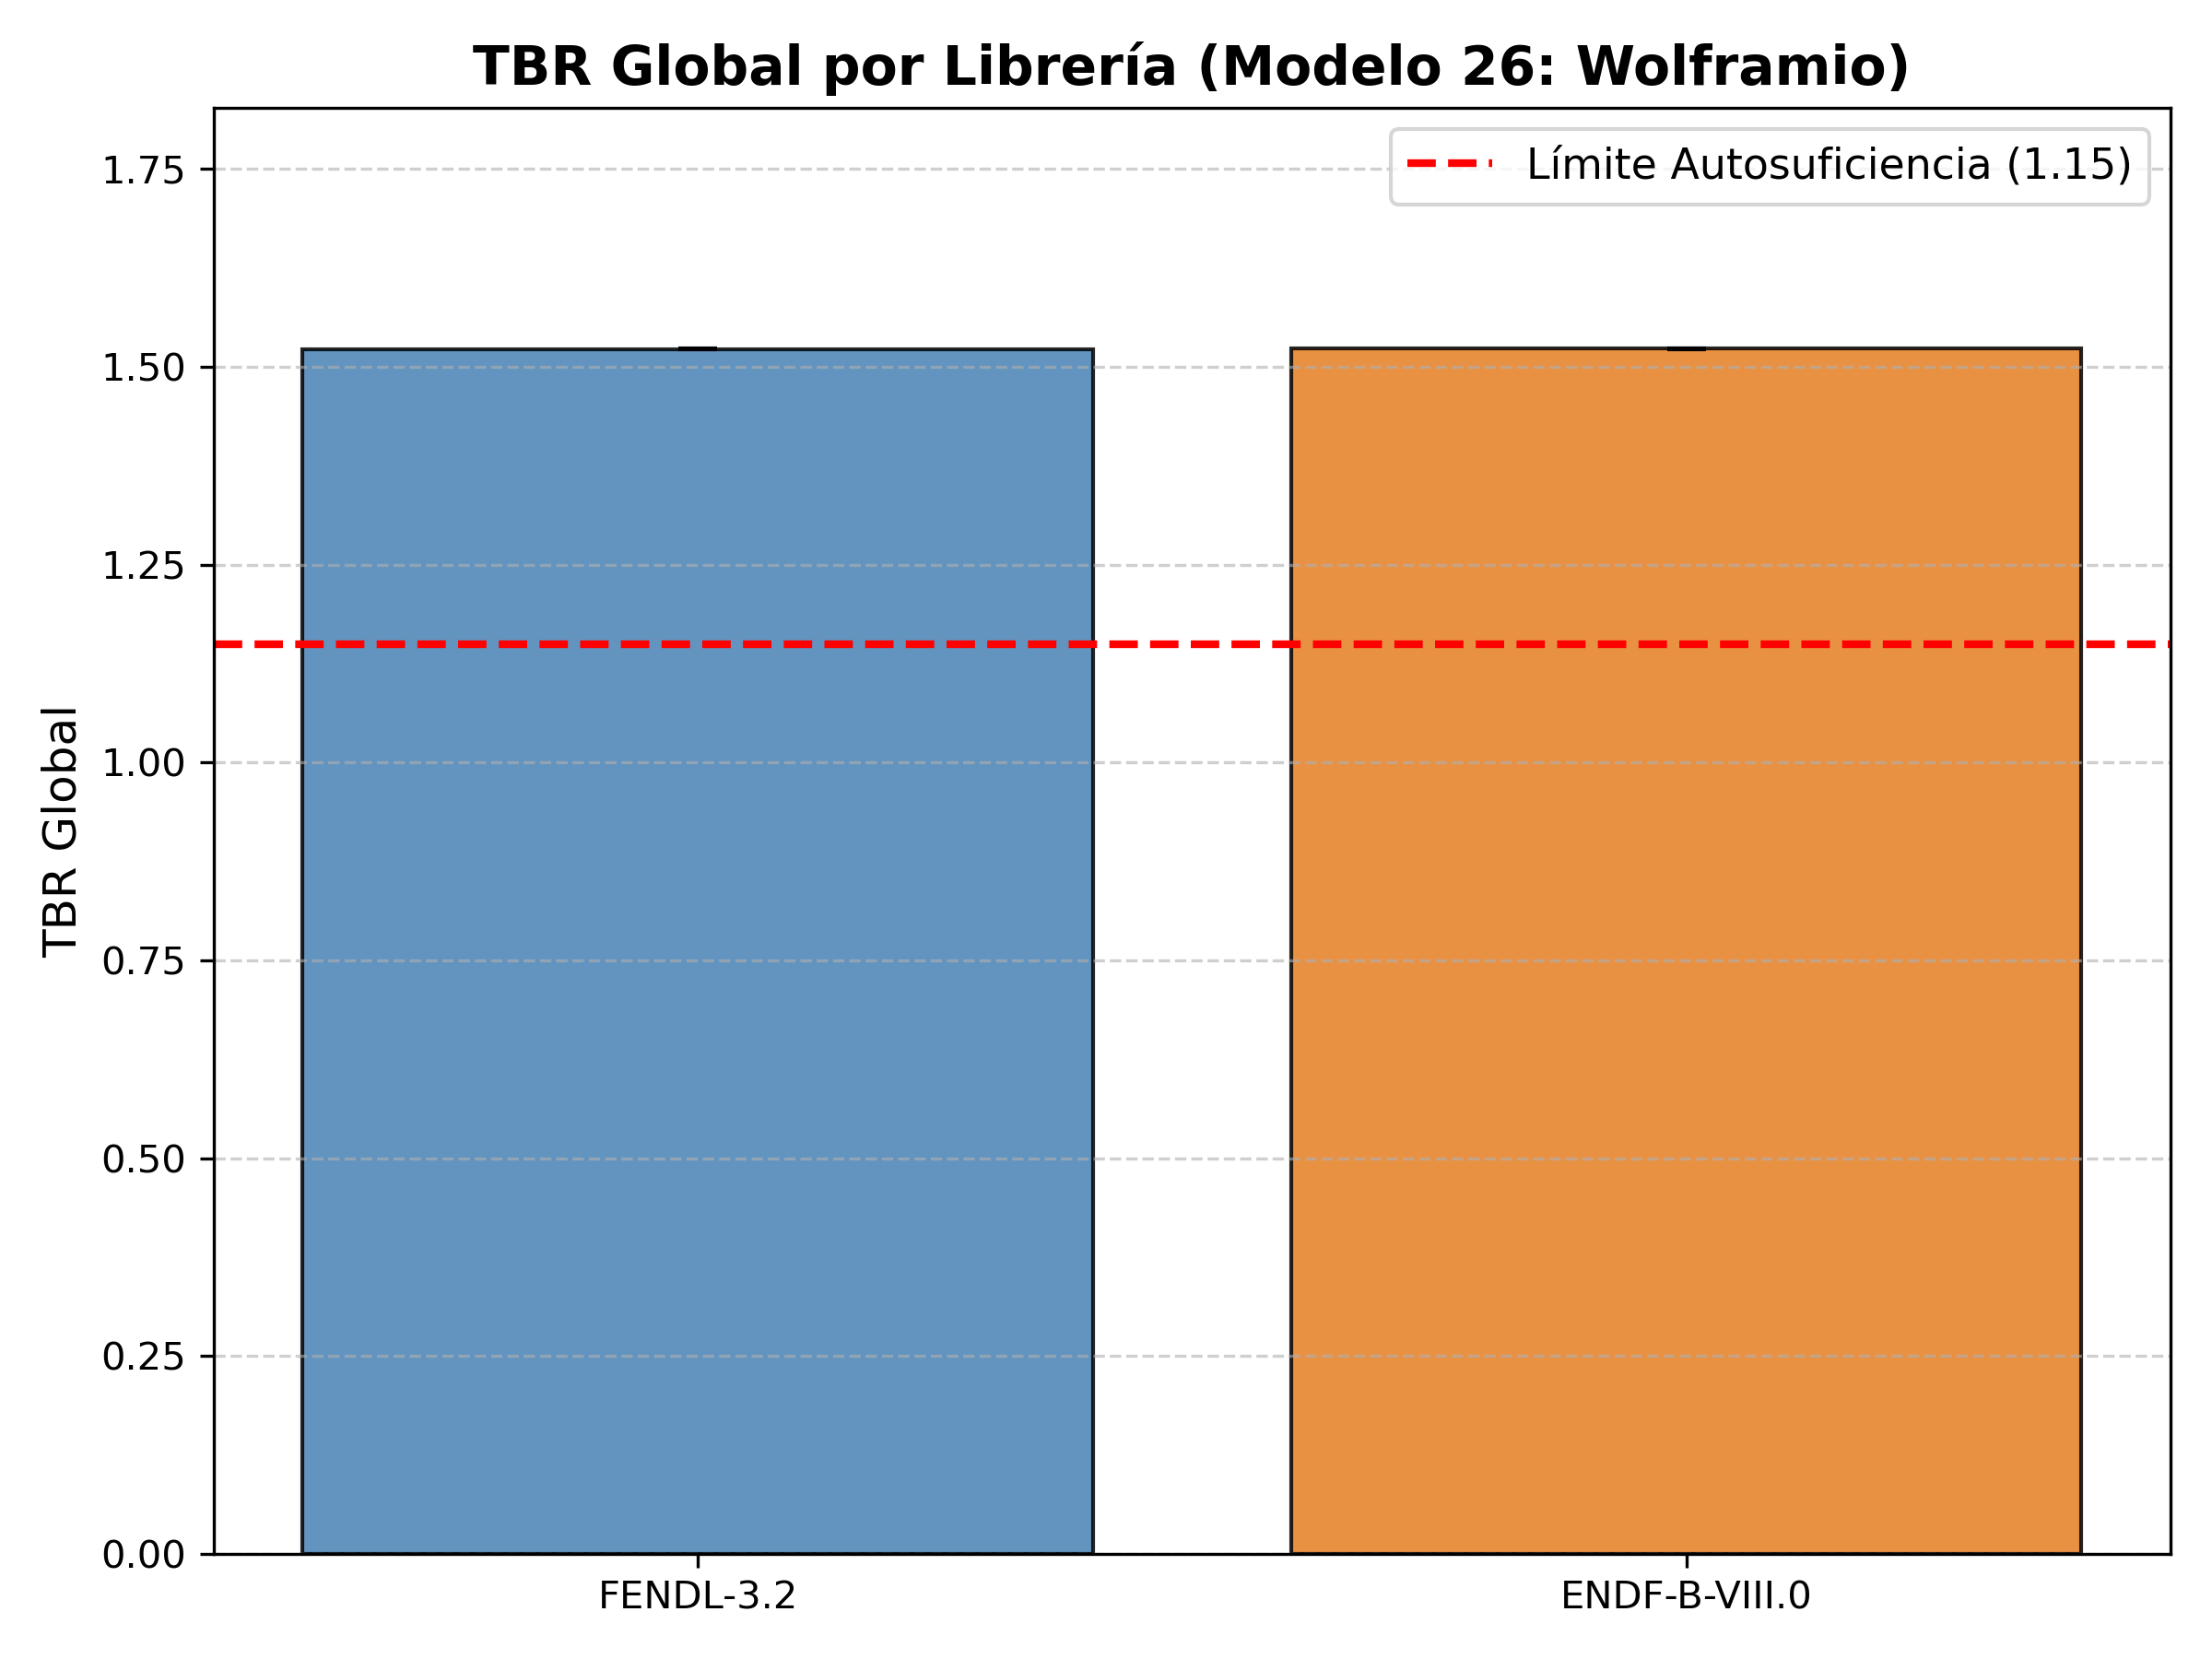 TBR Global por Librería (Modelo 26: Wolframio)
Límite Autosuficiencia (1.15)
TBR Global
1.75
1.50
1.25
1.00
0.75
0.50
0.25
0.00
FENDL-3.2
ENDF-B-VIII.0